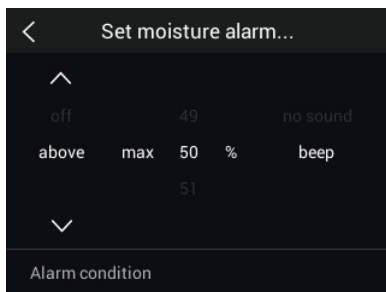 Set moisture alarm...
off 49 no sound
above max 50 % beep
51
Alarm condition